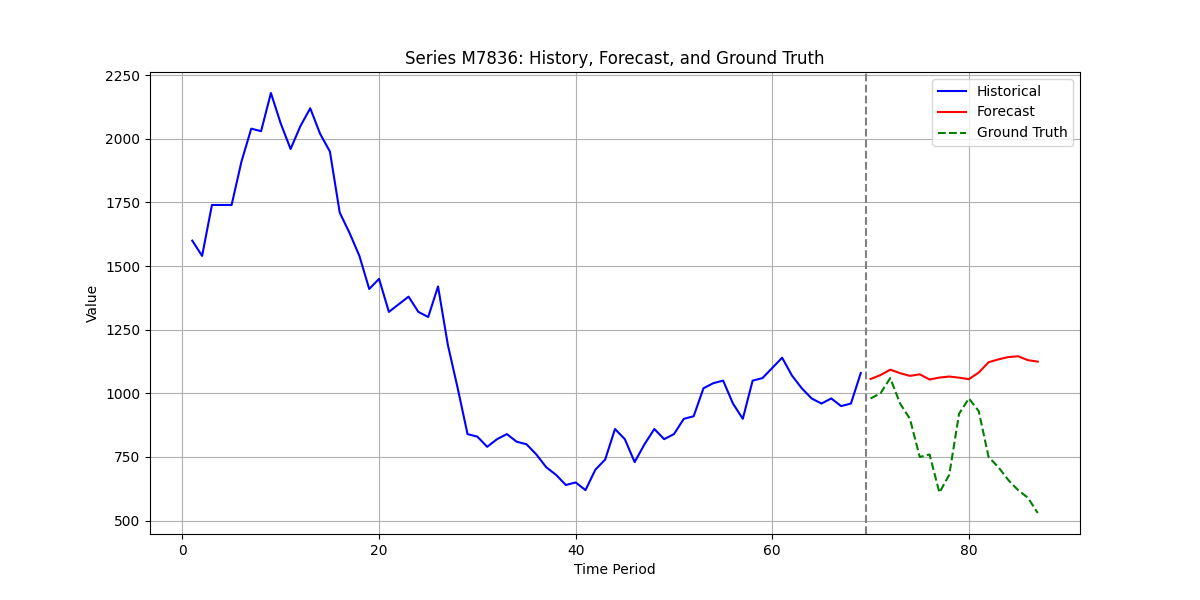 Series M7836: History, Forecast, and Ground Truth
2250
2000
1750
1500
1250
1000
750
500
Value
0
20
40
60
80
Time Period
Historical
Forecast
Ground Truth